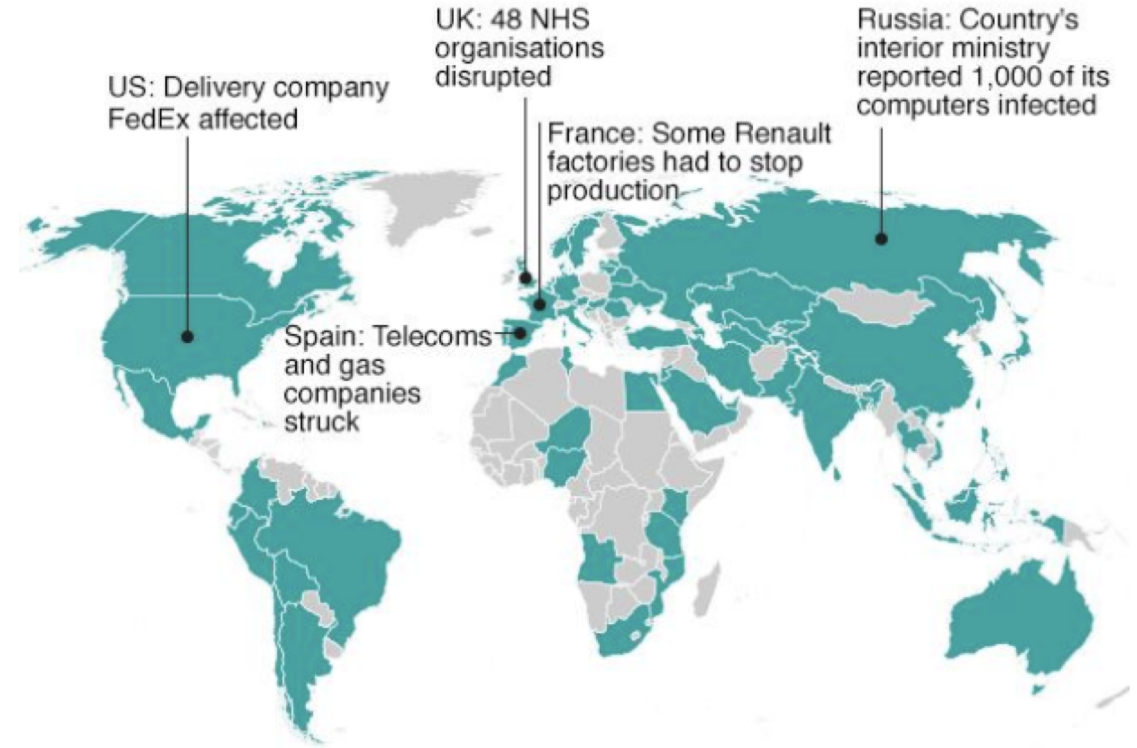 US: Delivery company
FedEx affected
UK: 48 NHS
organisations
disrupted
France: Some Renault
factories had to stop
production
Russia: Country's
interior ministry
reported 1,000 of its
computers infected
Spain: Telecoms
and gas
companies
struck